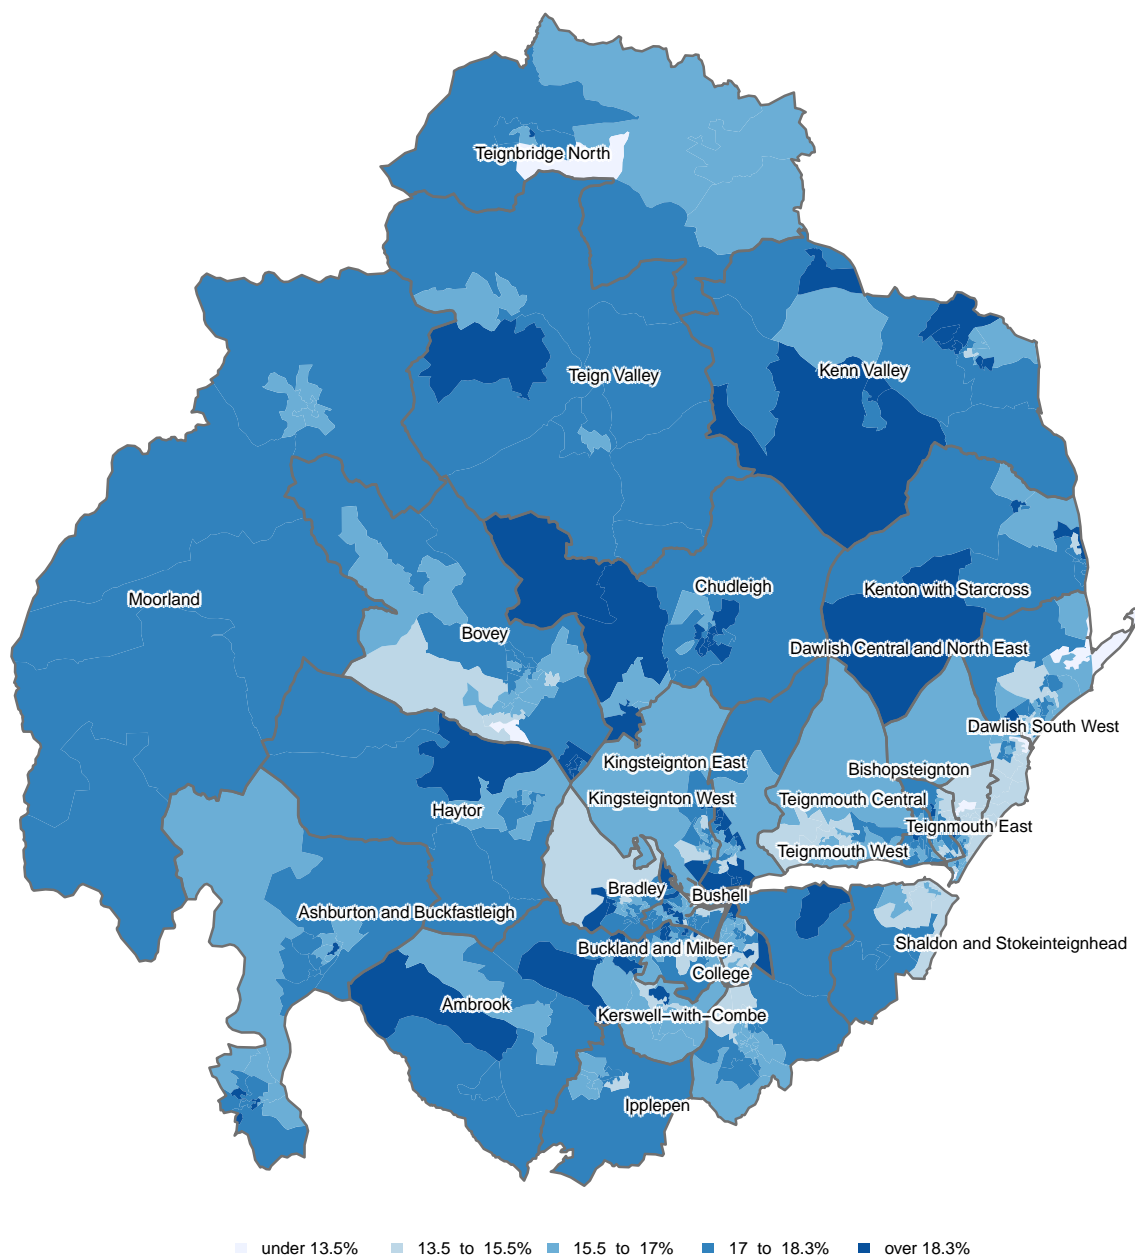 Teignbridge North
Teign Valley
Kenn Valley
Moorland
Chudleigh
Kenton with Starcross
Bovey
Dawlish Central and North East
Dawlish South West
Kingsteignton East
Bishopsteignton
Kingsteignton West
Teignmouth Central
Haytor
Teignmouth East
Teignmouth West
Bradley
Bushell
Ashburton and Buckfastleigh
Buckland and Milber
Shaldon and Stokeinteignhead
College
Ambrook
Kerswell−with−Combe
Ipplepen
under 13.5% 13.5 to 15.5% 15.5 to 17% 17 to 18.3% over 18.3%